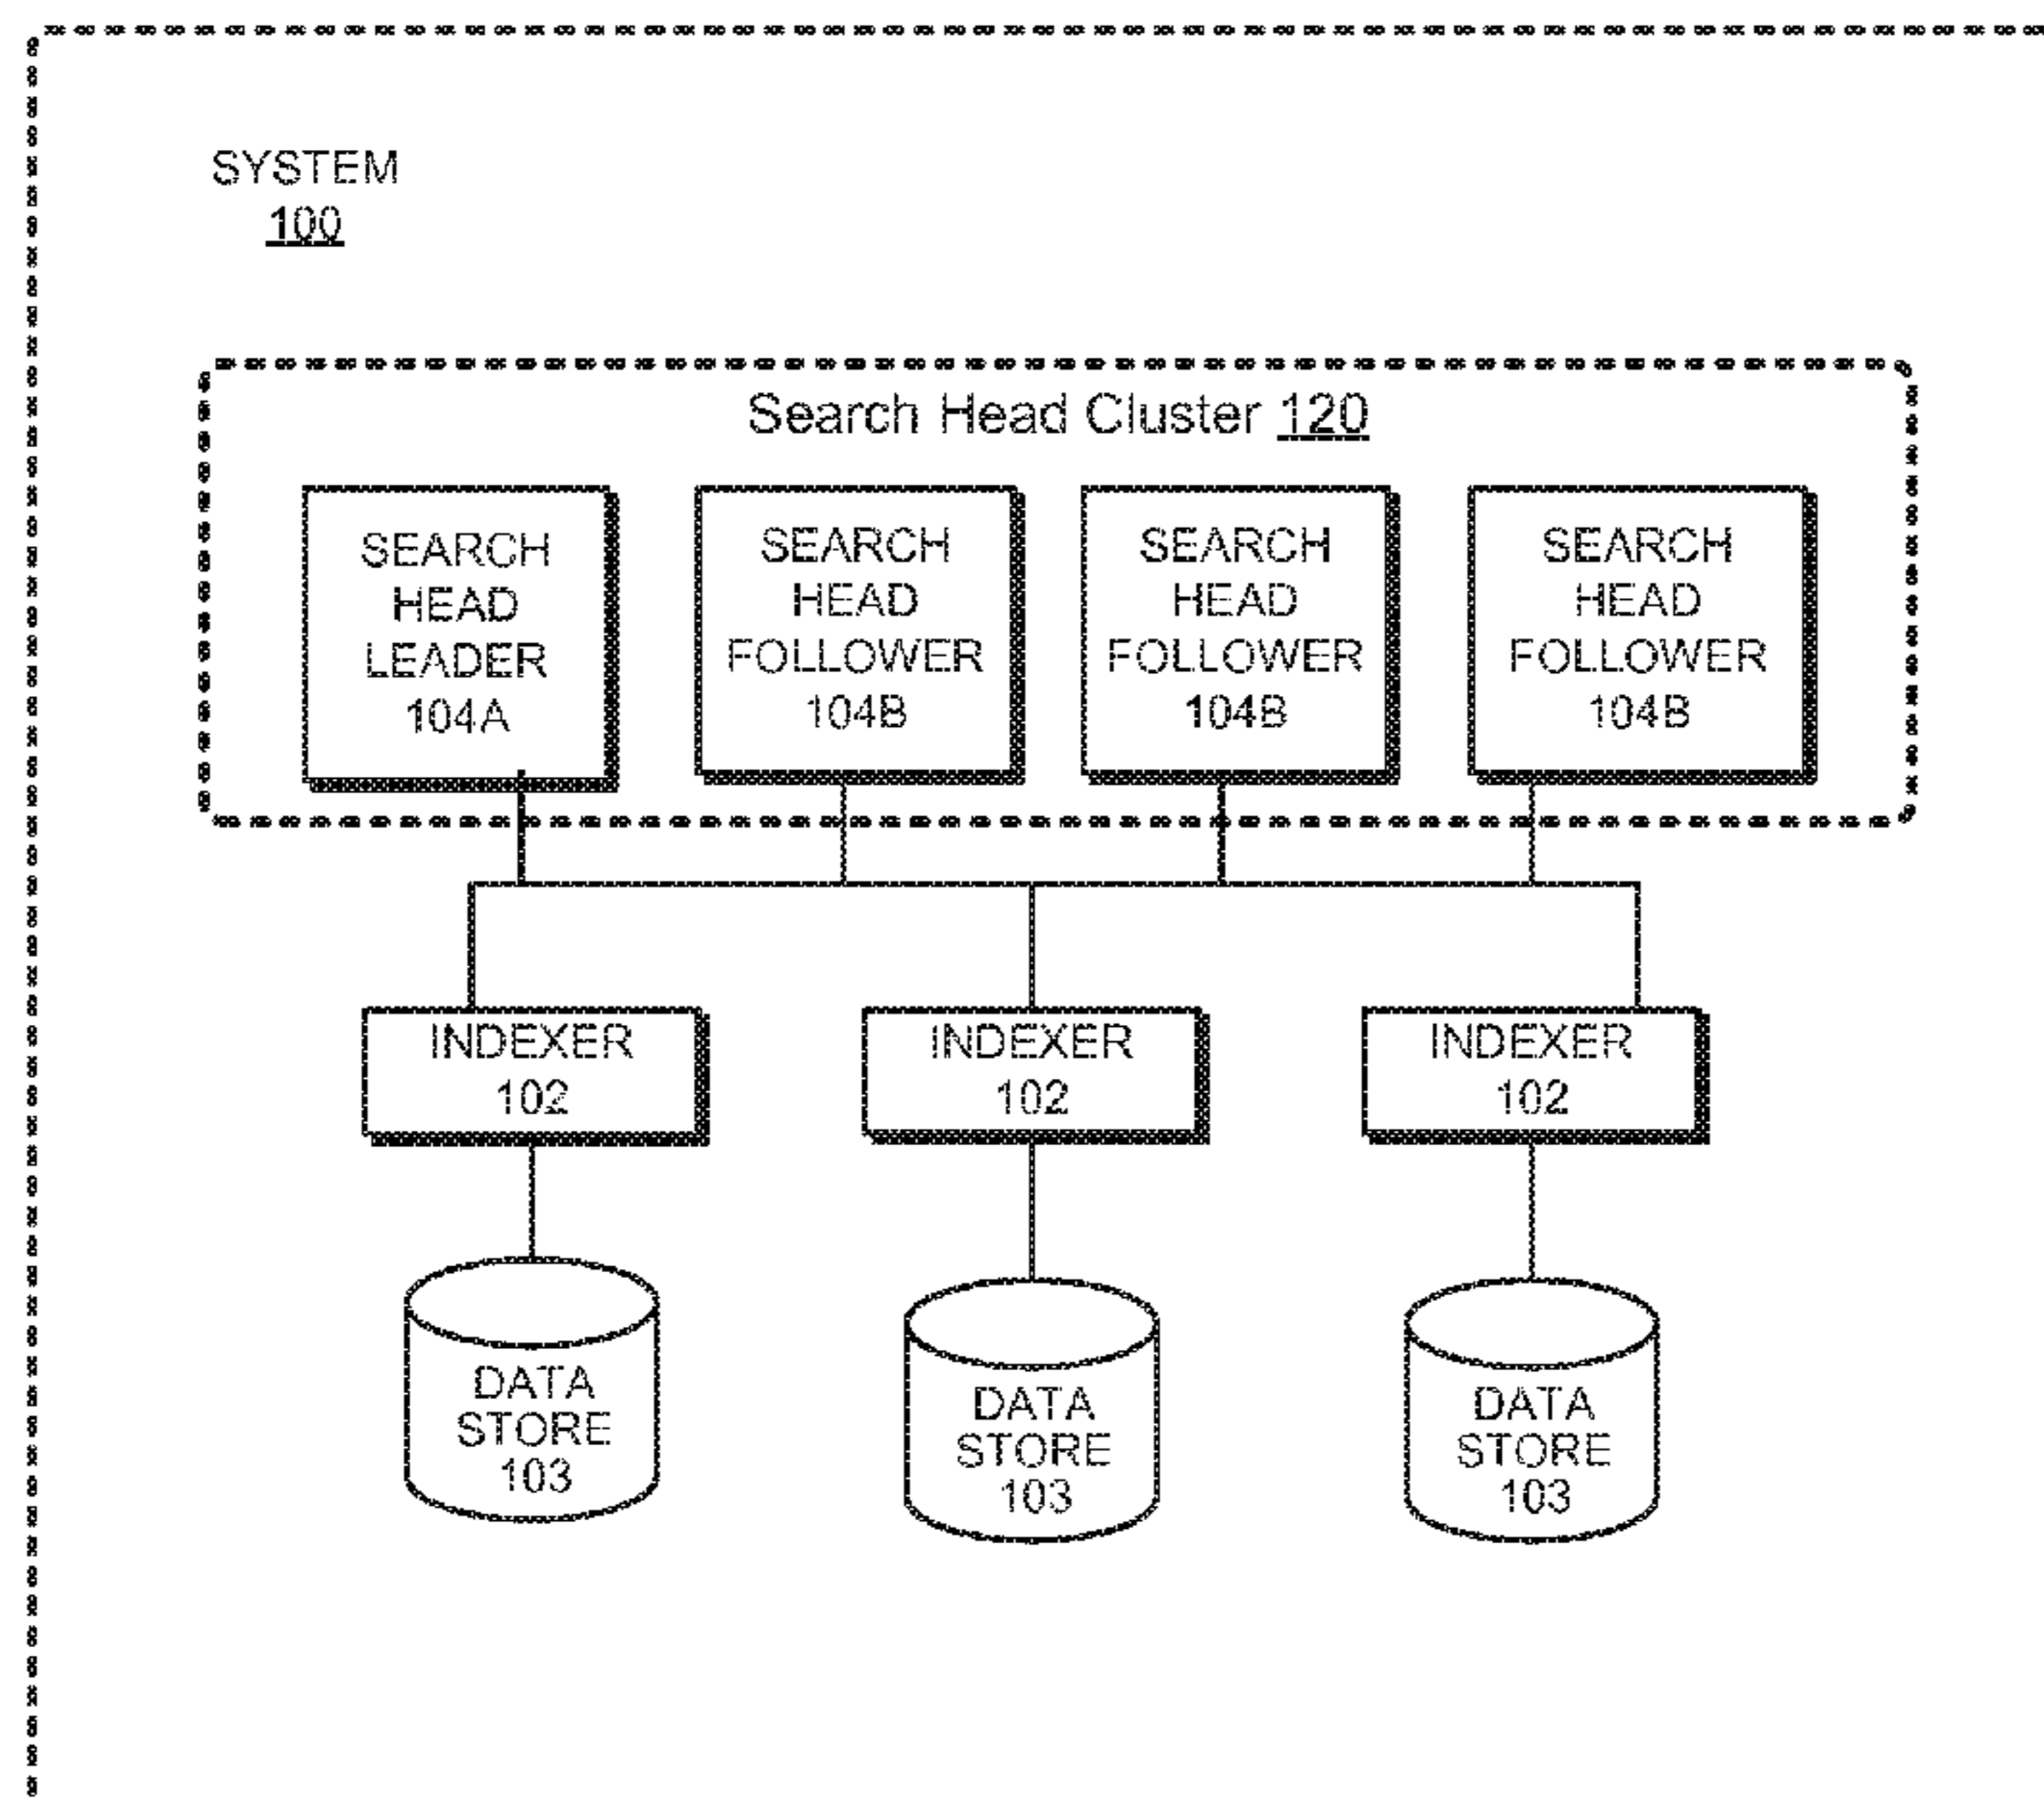 SYSTEM
100
Search Head Cluster 120
SEARCH
HEAD
LEADER
104A
SEARCH
HEAD
FOLLOWER
104B
SEARCH
HEAD
FOLLOWER
104B
SEARCH
HEAD
FOLLOWER
104B
INDEXER
102
INDEXER
102
INDEXER
102
DATA
STORE
103
DATA
STORE
103
DATA
STORE
103